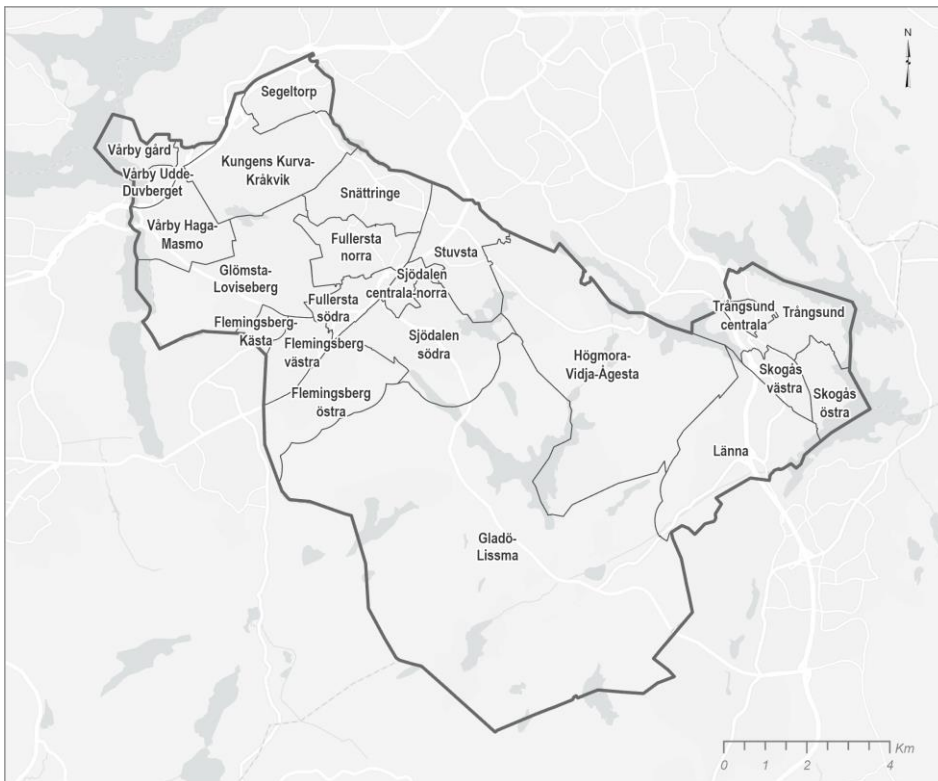 N
Segeltorp
Vårby gård
Kungens Kurva-
Kråkvik
Vårby Udde-
Duvberget
Snättringe
Vårby Haga-
Masmo
Fullersta
norra
Stuvsta
Glömsta-
Loviseberg
Sjödalen
centrala-norra
Fullersta
södra
Trångsund
centrala
Trångsund
Flemingsberg-
Kästa
Flemingsberg
västra
Sjödalen
södra
Högmora-
Vidja-Ågesta
Skogås
västra
Skogås
östra
Flemingsberg
östra
Länna
Gladö-
Lissma
Km
0 1 2 4